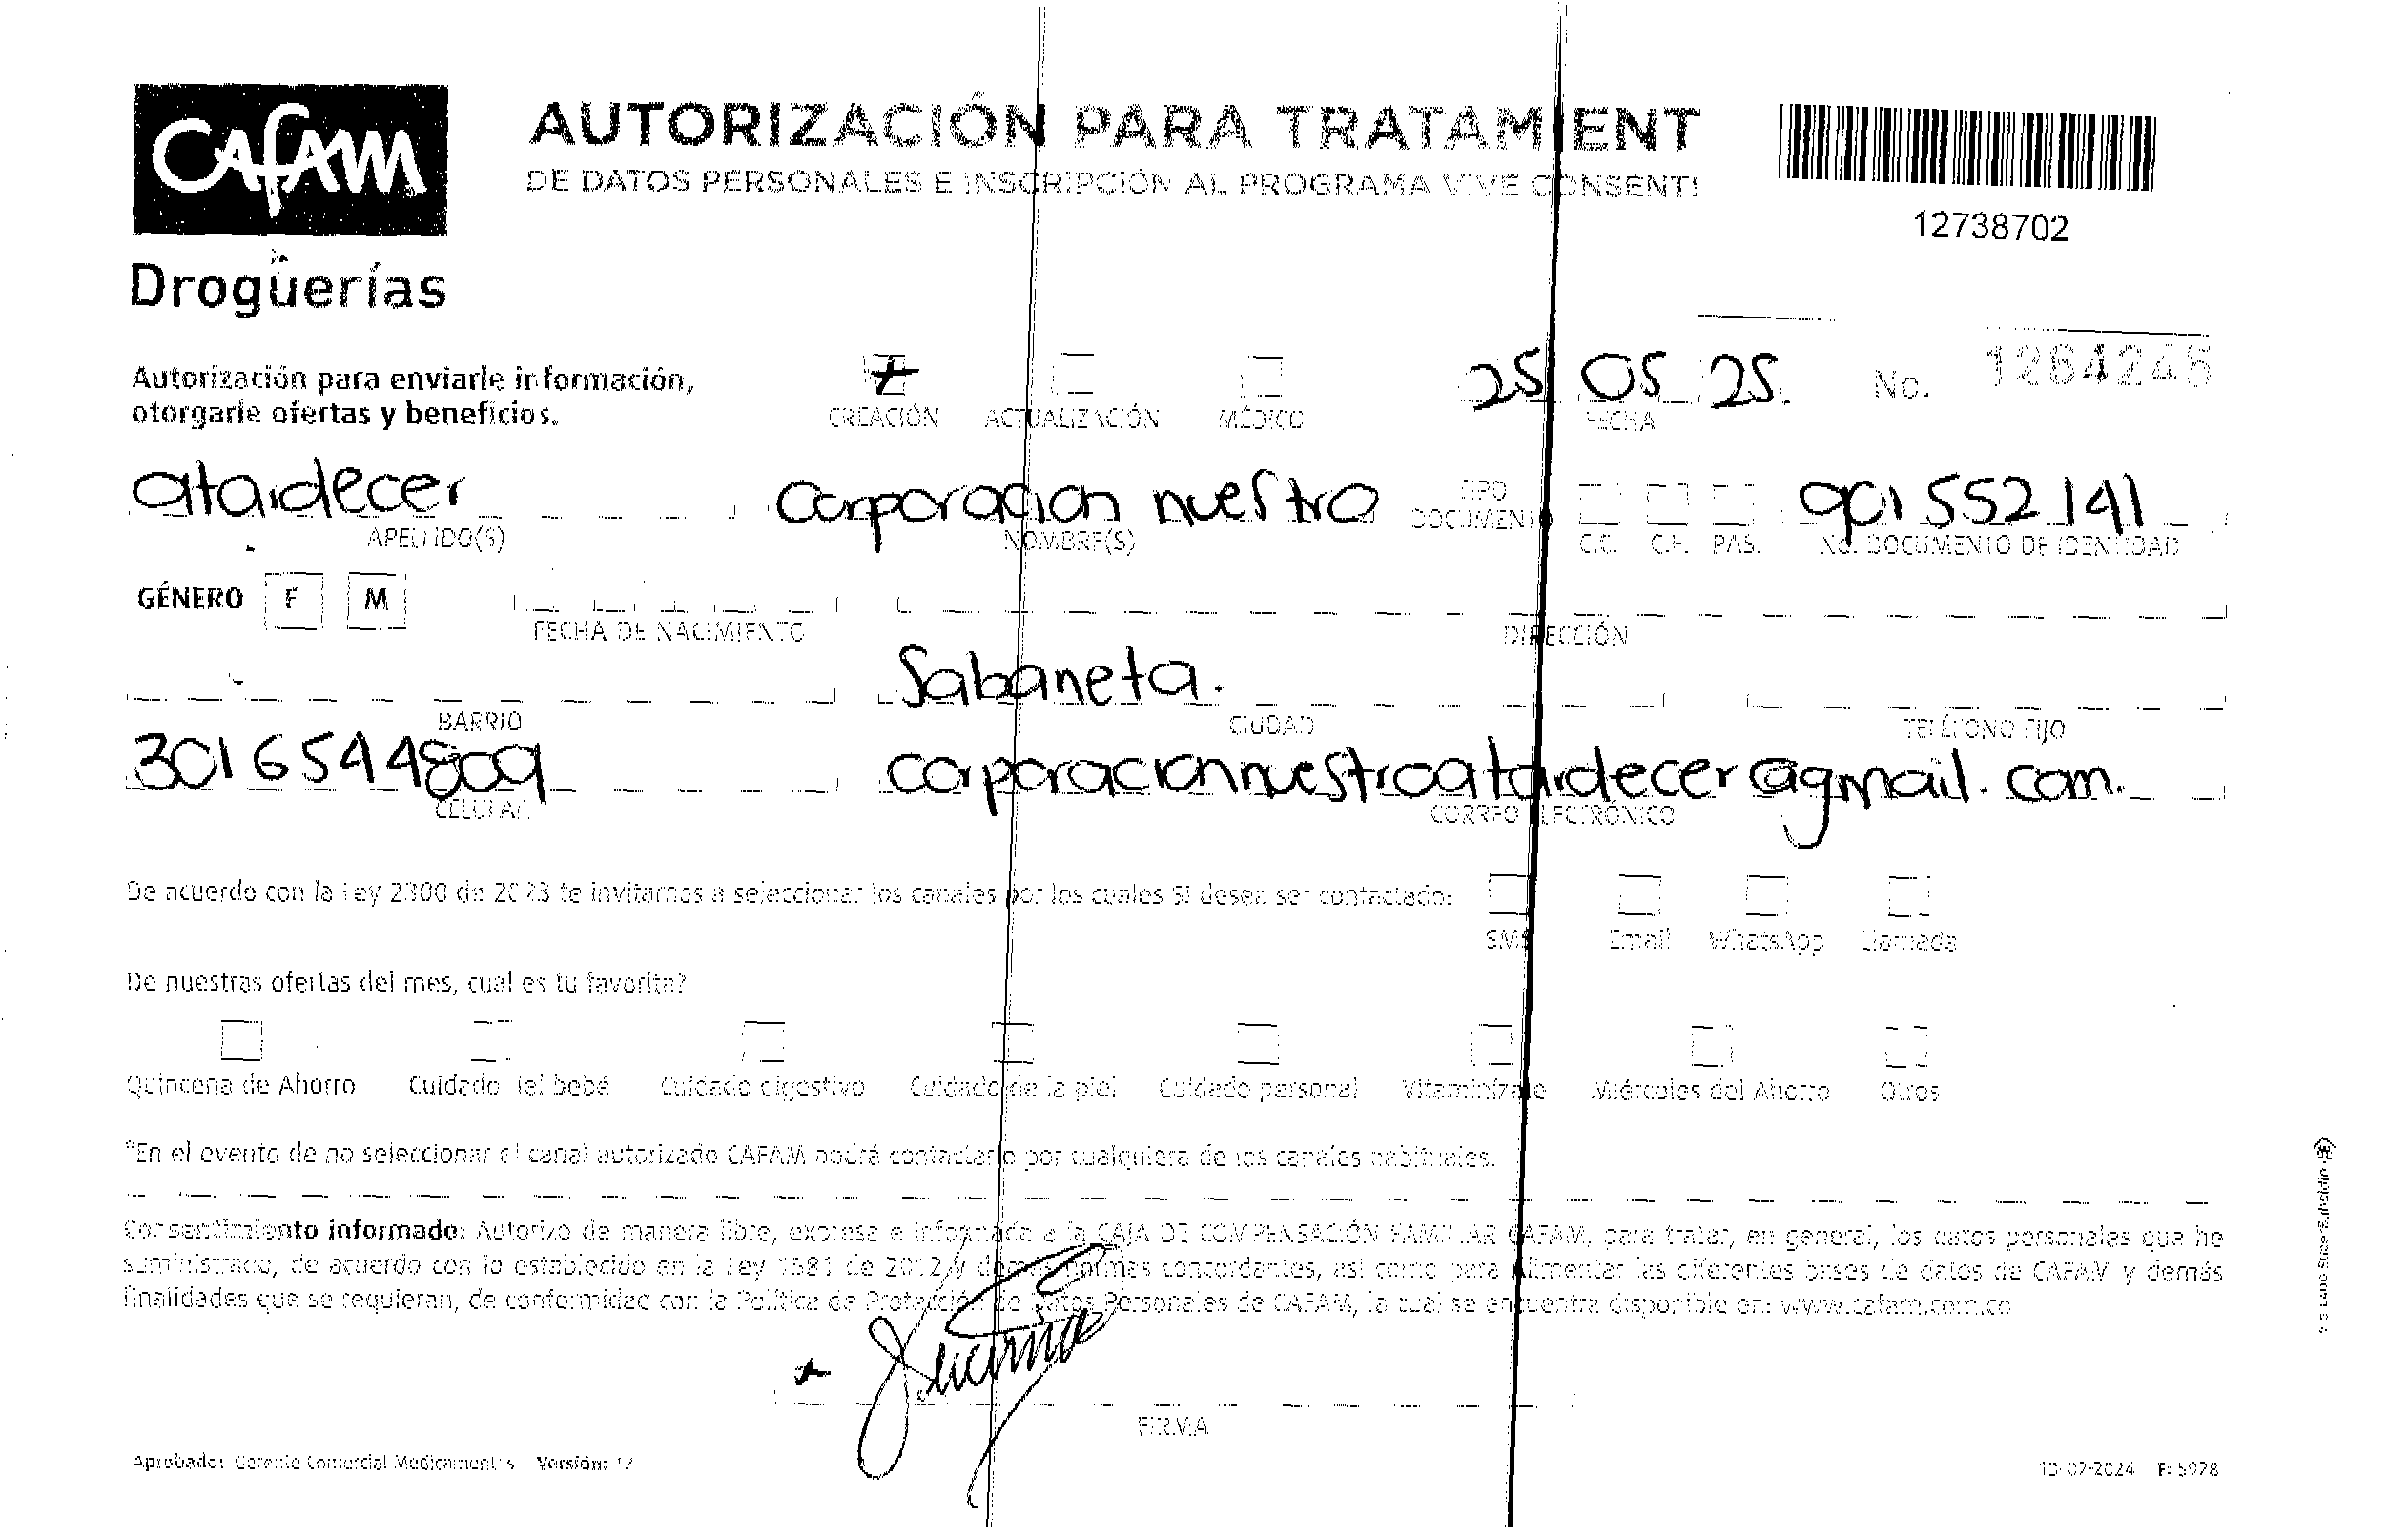 CAFAM
Droguerías
AUTORIZACIÓN PARA TRATAMIENT
DE DATOS PERSONALES E INSCRIPCIÓN AL PROGRAMA VIVE CONSENTI
12738702
Autorización para enviarle información,
otorgarle ofertas y beneficios.
CREACIÓN ACTUALIZACIÓN MÉDICO
25 05 25.
FECHA
No. 1264245
atardecer corporacion nuestro 901552141
APELLIDO(S) NOMBRE(S) TIPO DOCUMENTO C.C. C.E. PAS. No. DOCUMENTO DE IDENTIDAD
GÉNERO F M
FECHA DE NACIMIENTO DIRECCIÓN
Sabaneta.
BARRIO CIUDAD TELÉFONO FIJO
3016544809 corporacionnuestroatardecer@gmail.com.
CELULAR CORREO ELECTRÓNICO
De acuerdo con la Ley 2300 de 2023 te invitamos a seleccionar los canales por los cuales SI desea ser contactado:
SMS Email WhatsApp Llamada
De nuestras ofertas del mes, cual es tu favorita?
Quincena de Ahorro Cuidado del bebé Cuidado digestivo Cuidado de la piel Cuidado personal Vitaminízate Miércoles del Ahorro Otros
*En el evento de no seleccionar el canal autorizado CAFAM podrá contactarlo por cualquiera de los canales habituales.
Consentimiento informado: Autorizo de manera libre, expresa e informada a la CAJA DE COMPENSACIÓN FAMILIAR CAFAM, para tratar, en general, los datos personales que he
suministrado, de acuerdo con lo establecido en la Ley 1581 de 2012 y demás normas concordantes, así como para alimentar las diferentes bases de datos de CAFAM y demás
finalidades que se requieran, de conformidad con la Política de Protección de Datos Personales de CAFAM, la cual se encuentra disponible en: www.cafam.com.co
FIRMA
Aprobado: Gerente Comercial Medicamentos Versión: 12
10-07-2024 F: 5978